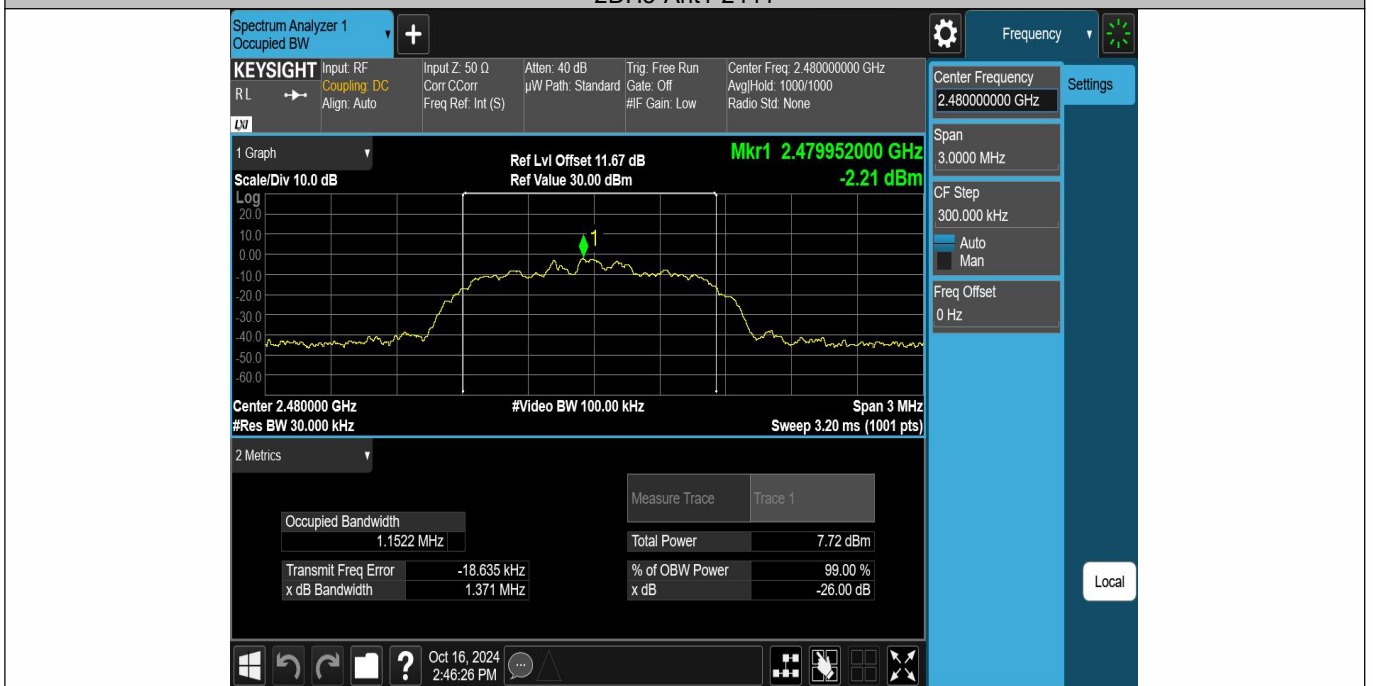 Spectrum Analyzer 1
Occupied BW
Frequency
KEYSIGHT
R L
LXI
Input: RF
Coupling: DC
Align: Auto
Input Z: 50 Ω
Corr CCorr
Freq Ref: Int (S)
Atten: 40 dB
µW Path: Standard
Trig: Free Run
Gate: Off
#IF Gain: Low
Center Freq: 2.480000000 GHz
Avg|Hold: 1000/1000
Radio Std: None
Center Frequency
2.480000000 GHz
Settings
Span
3.0000 MHz
CF Step
300.000 kHz
Auto
Man
Freq Offset
0 Hz
Local
1 Graph
Scale/Div 10.0 dB
Ref Lvl Offset 11.67 dB
Ref Value 30.00 dBm
Mkr1 2.479952000 GHz
-2.21 dBm
Log
20.0
10.0
0.00
-10.0
-20.0
-30.0
-40.0
-50.0
-60.0
1
Center 2.480000 GHz
#Video BW 100.00 kHz
Span 3 MHz
#Res BW 30.000 kHz
Sweep 3.20 ms (1001 pts)
2 Metrics
Measure Trace
Trace 1
Occupied Bandwidth
1.1522 MHz
Total Power
7.72 dBm
Transmit Freq Error
-18.635 kHz
% of OBW Power
99.00 %
x dB Bandwidth
1.371 MHz
x dB
-26.00 dB
?
Oct 16, 2024
2:46:26 PM